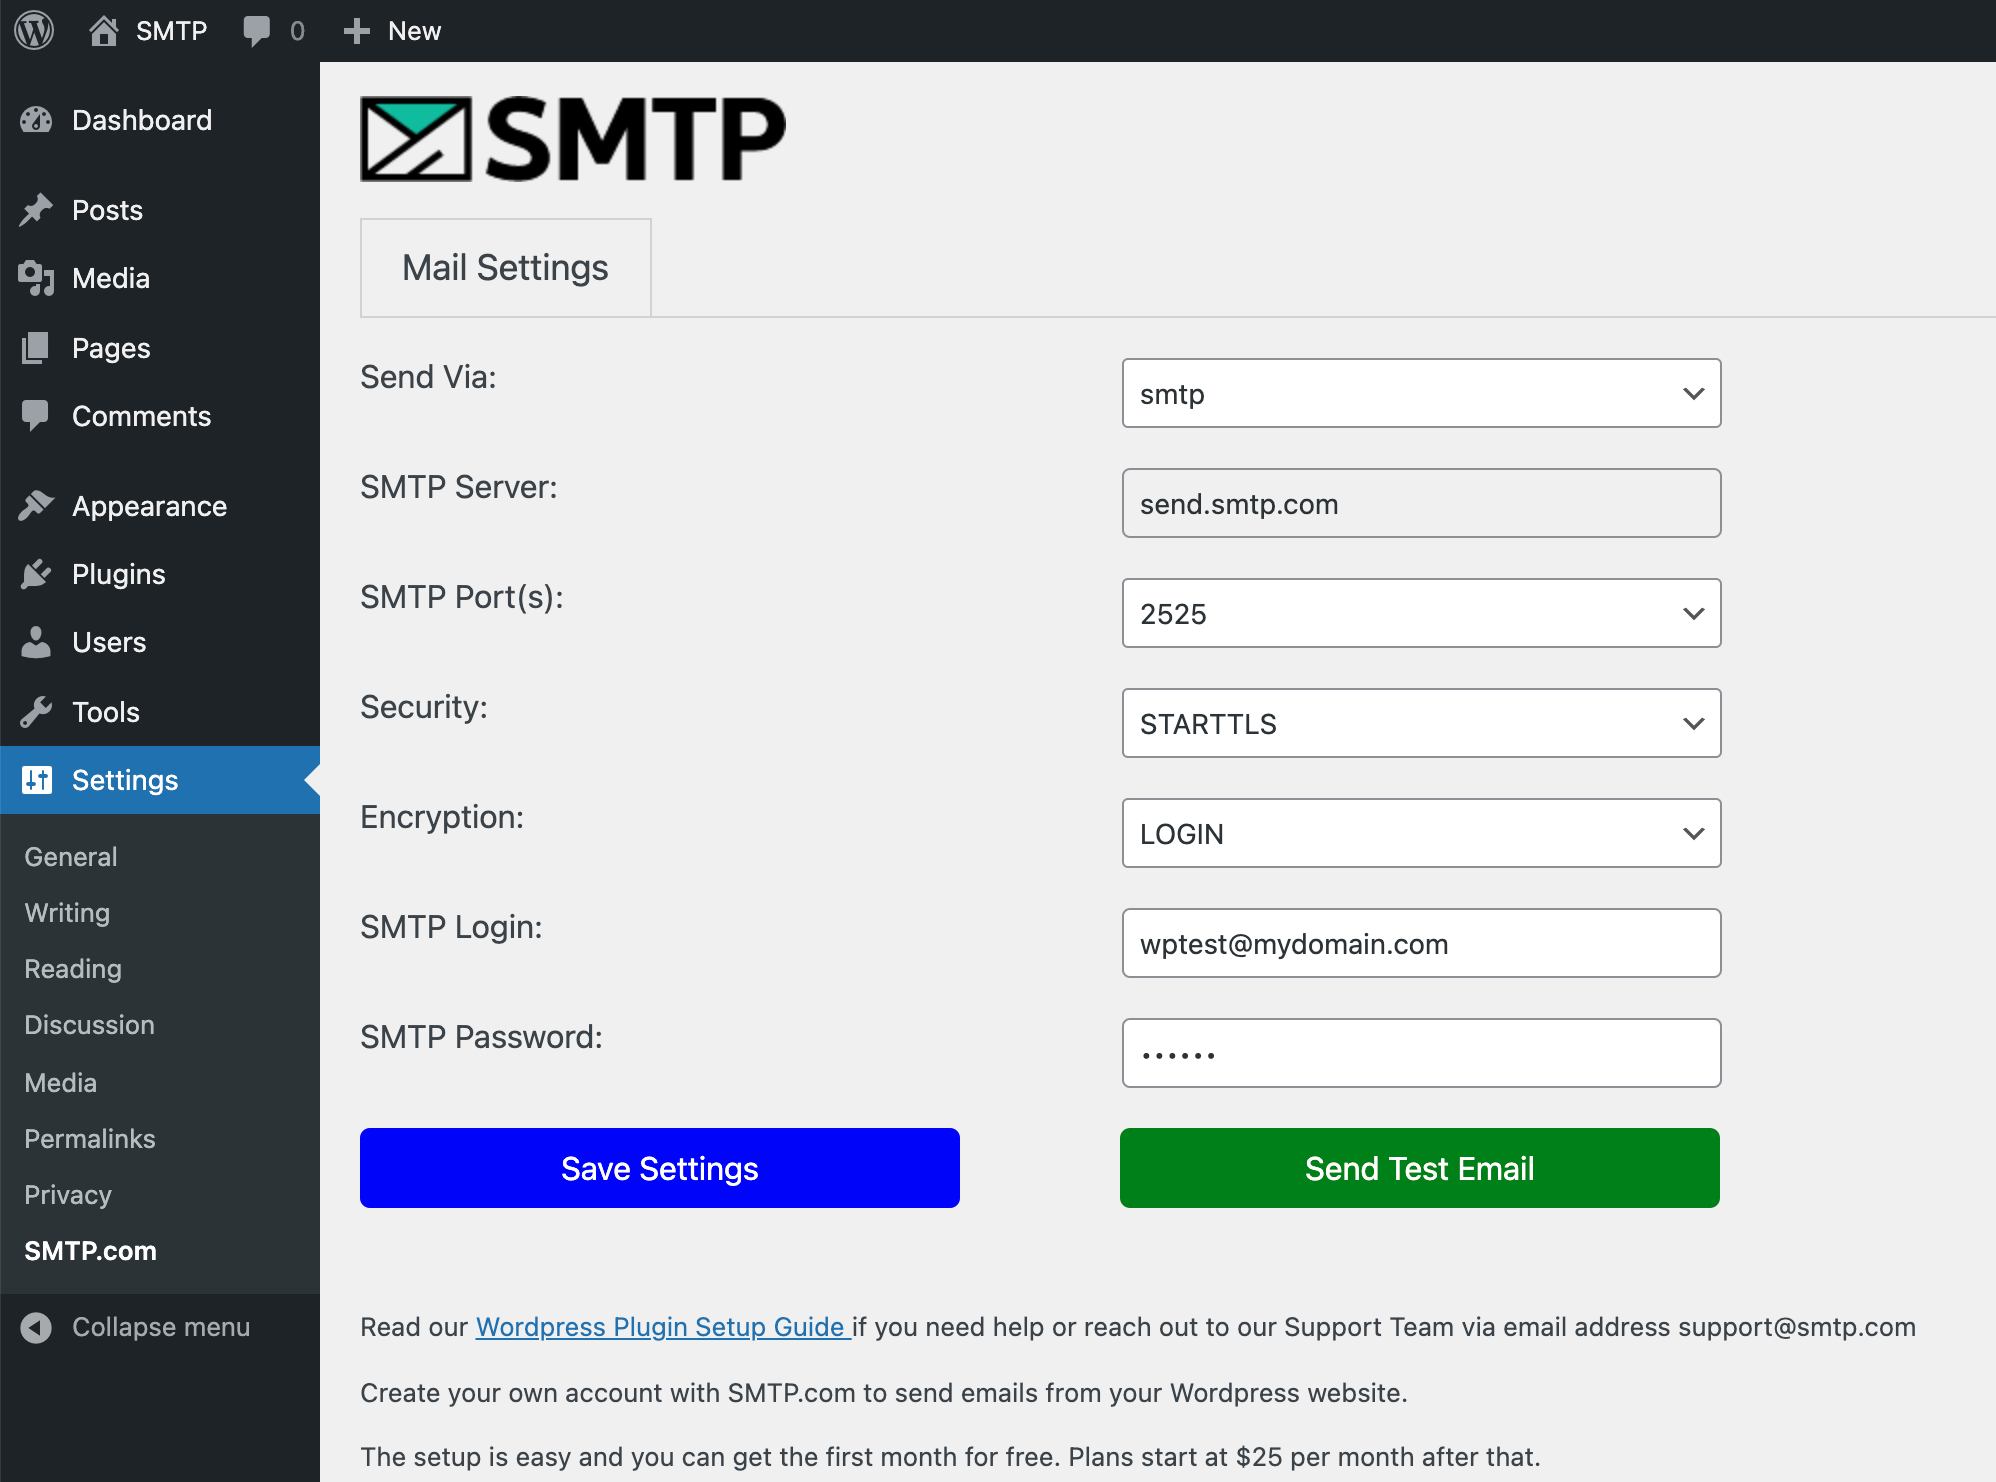 SMTP 0 New
Dashboard
Posts
Media
Pages
Comments
Appearance
Plugins
Users
Tools
Settings
General
Writing
Reading
Discussion
Media
Permalinks
Privacy
SMTP.com
Collapse menu
SMTP
Mail Settings
Send Via: smtp
SMTP Server: send.smtp.com
SMTP Port(s): 2525
Security: STARTTLS
Encryption: LOGIN
SMTP Login: wptest@mydomain.com
SMTP Password: ••••••
Save Settings Send Test Email
Read our Wordpress Plugin Setup Guide if you need help or reach out to our Support Team via email address support@smtp.com
Create your own account with SMTP.com to send emails from your Wordpress website.
The setup is easy and you can get the first month for free. Plans start at $25 per month after that.